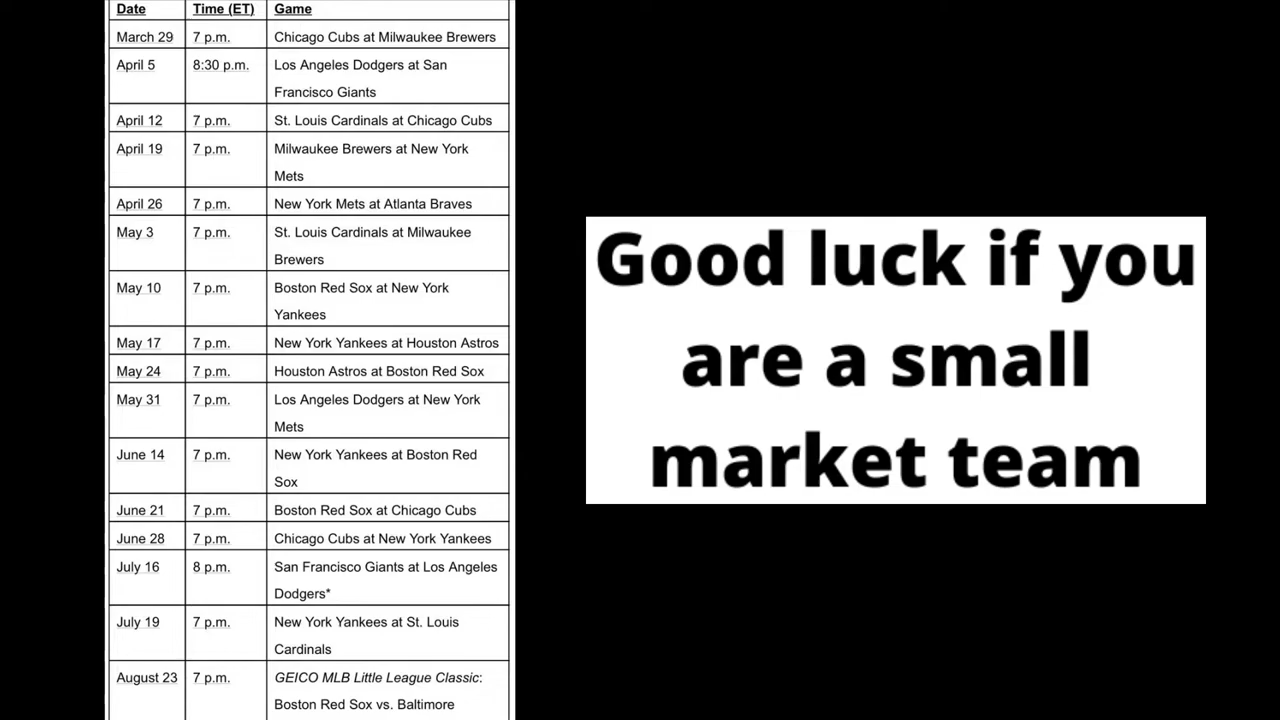 Date Time (ET) Game
March 29 7 p.m. Chicago Cubs at Milwaukee Brewers
April 5 8:30 p.m. Los Angeles Dodgers at San
Francisco Giants
April 12 7 p.m. St. Louis Cardinals at Chicago Cubs
April 19 7 p.m. Milwaukee Brewers at New York
Mets
April 26 7 p.m. New York Mets at Atlanta Braves
May 3 7 p.m. St. Louis Cardinals at Milwaukee
Brewers
May 10 7 p.m. Boston Red Sox at New York
Yankees
May 17 7 p.m. New York Yankees at Houston Astros
May 24 7 p.m. Houston Astros at Boston Red Sox
May 31 7 p.m. Los Angeles Dodgers at New York
Mets
June 14 7 p.m. New York Yankees at Boston Red
Sox
June 21 7 p.m. Boston Red Sox at Chicago Cubs
June 28 7 p.m. Chicago Cubs at New York Yankees
July 16 8 p.m. San Francisco Giants at Los Angeles
Dodgers*
July 19 7 p.m. New York Yankees at St. Louis
Cardinals
August 23 7 p.m. GEICO MLB Little League Classic:
Boston Red Sox vs. Baltimore
Good luck if you
are a small
market team